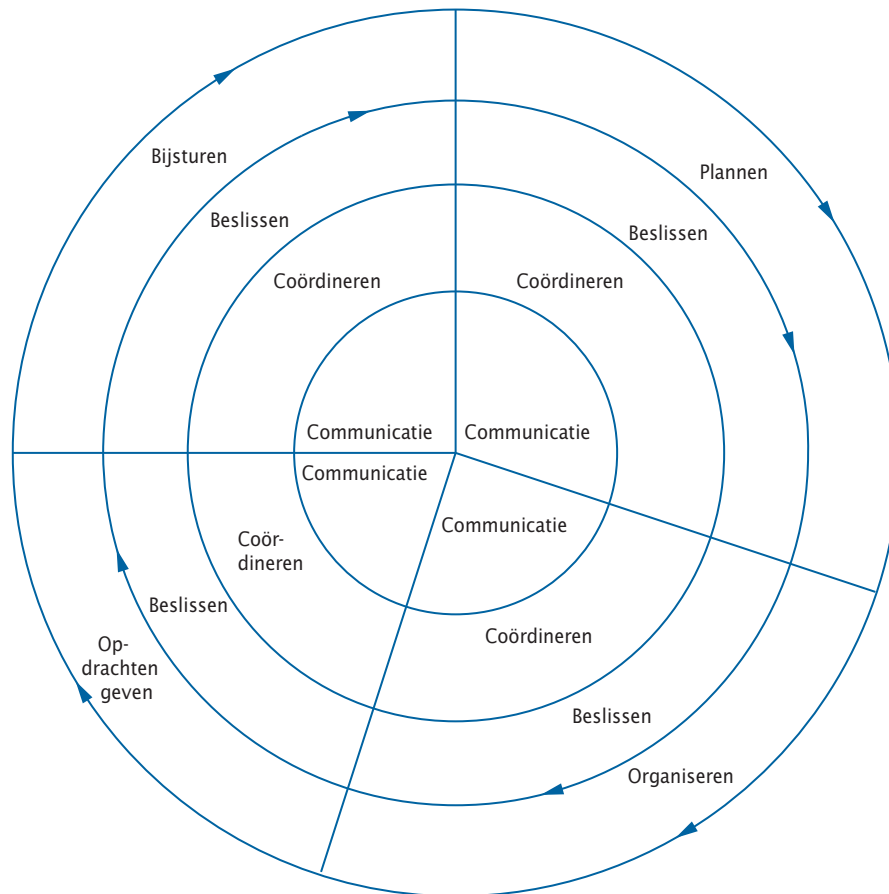 Bijsturen
Plannen
Beslissen
Beslissen
Coördineren
Coördineren
Communicatie
Communicatie
Communicatie
Communicatie
Coör-
dineren
Beslissen
Coördineren
Op-
drachten
geven
Beslissen
Organiseren